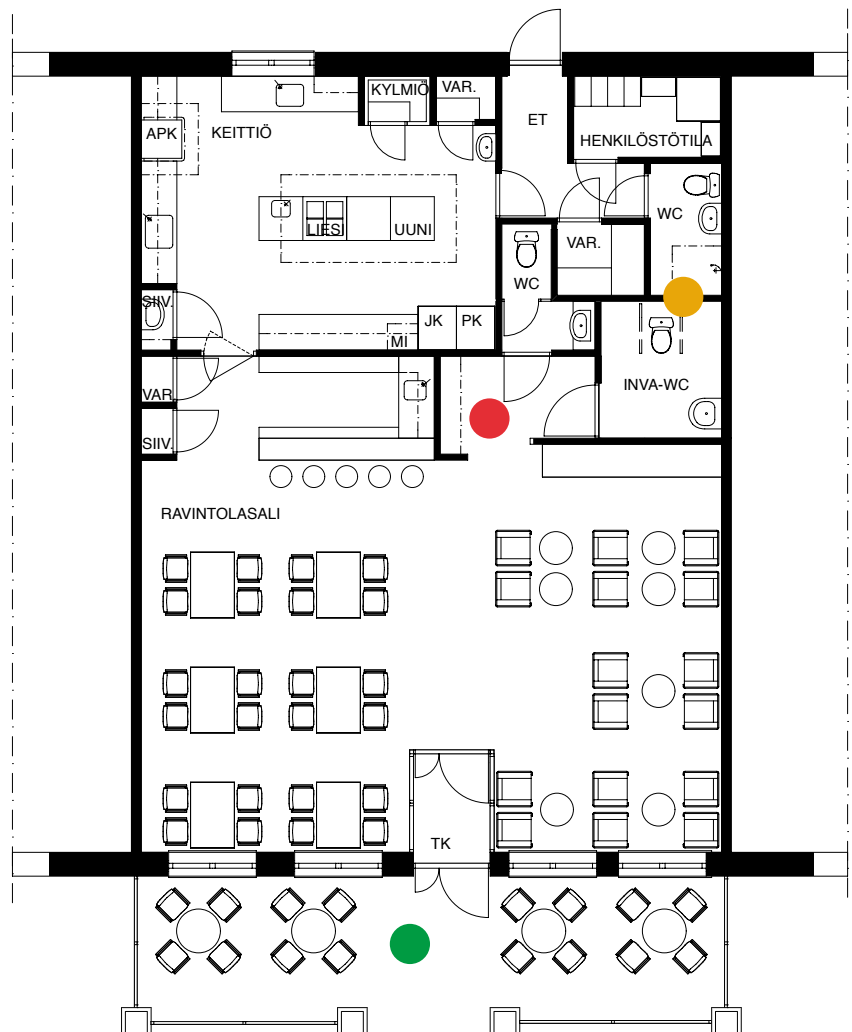 KYLMIÖ
VAR.
APK
KEITTIÖ
ET
HENKILÖSTÖTILA
WC
LIESI
UUNI
VAR.
WC
SIIV.
JK
PK
MI
VAR
INVA-WC
SIIV.
RAVINTOLASALI
TK